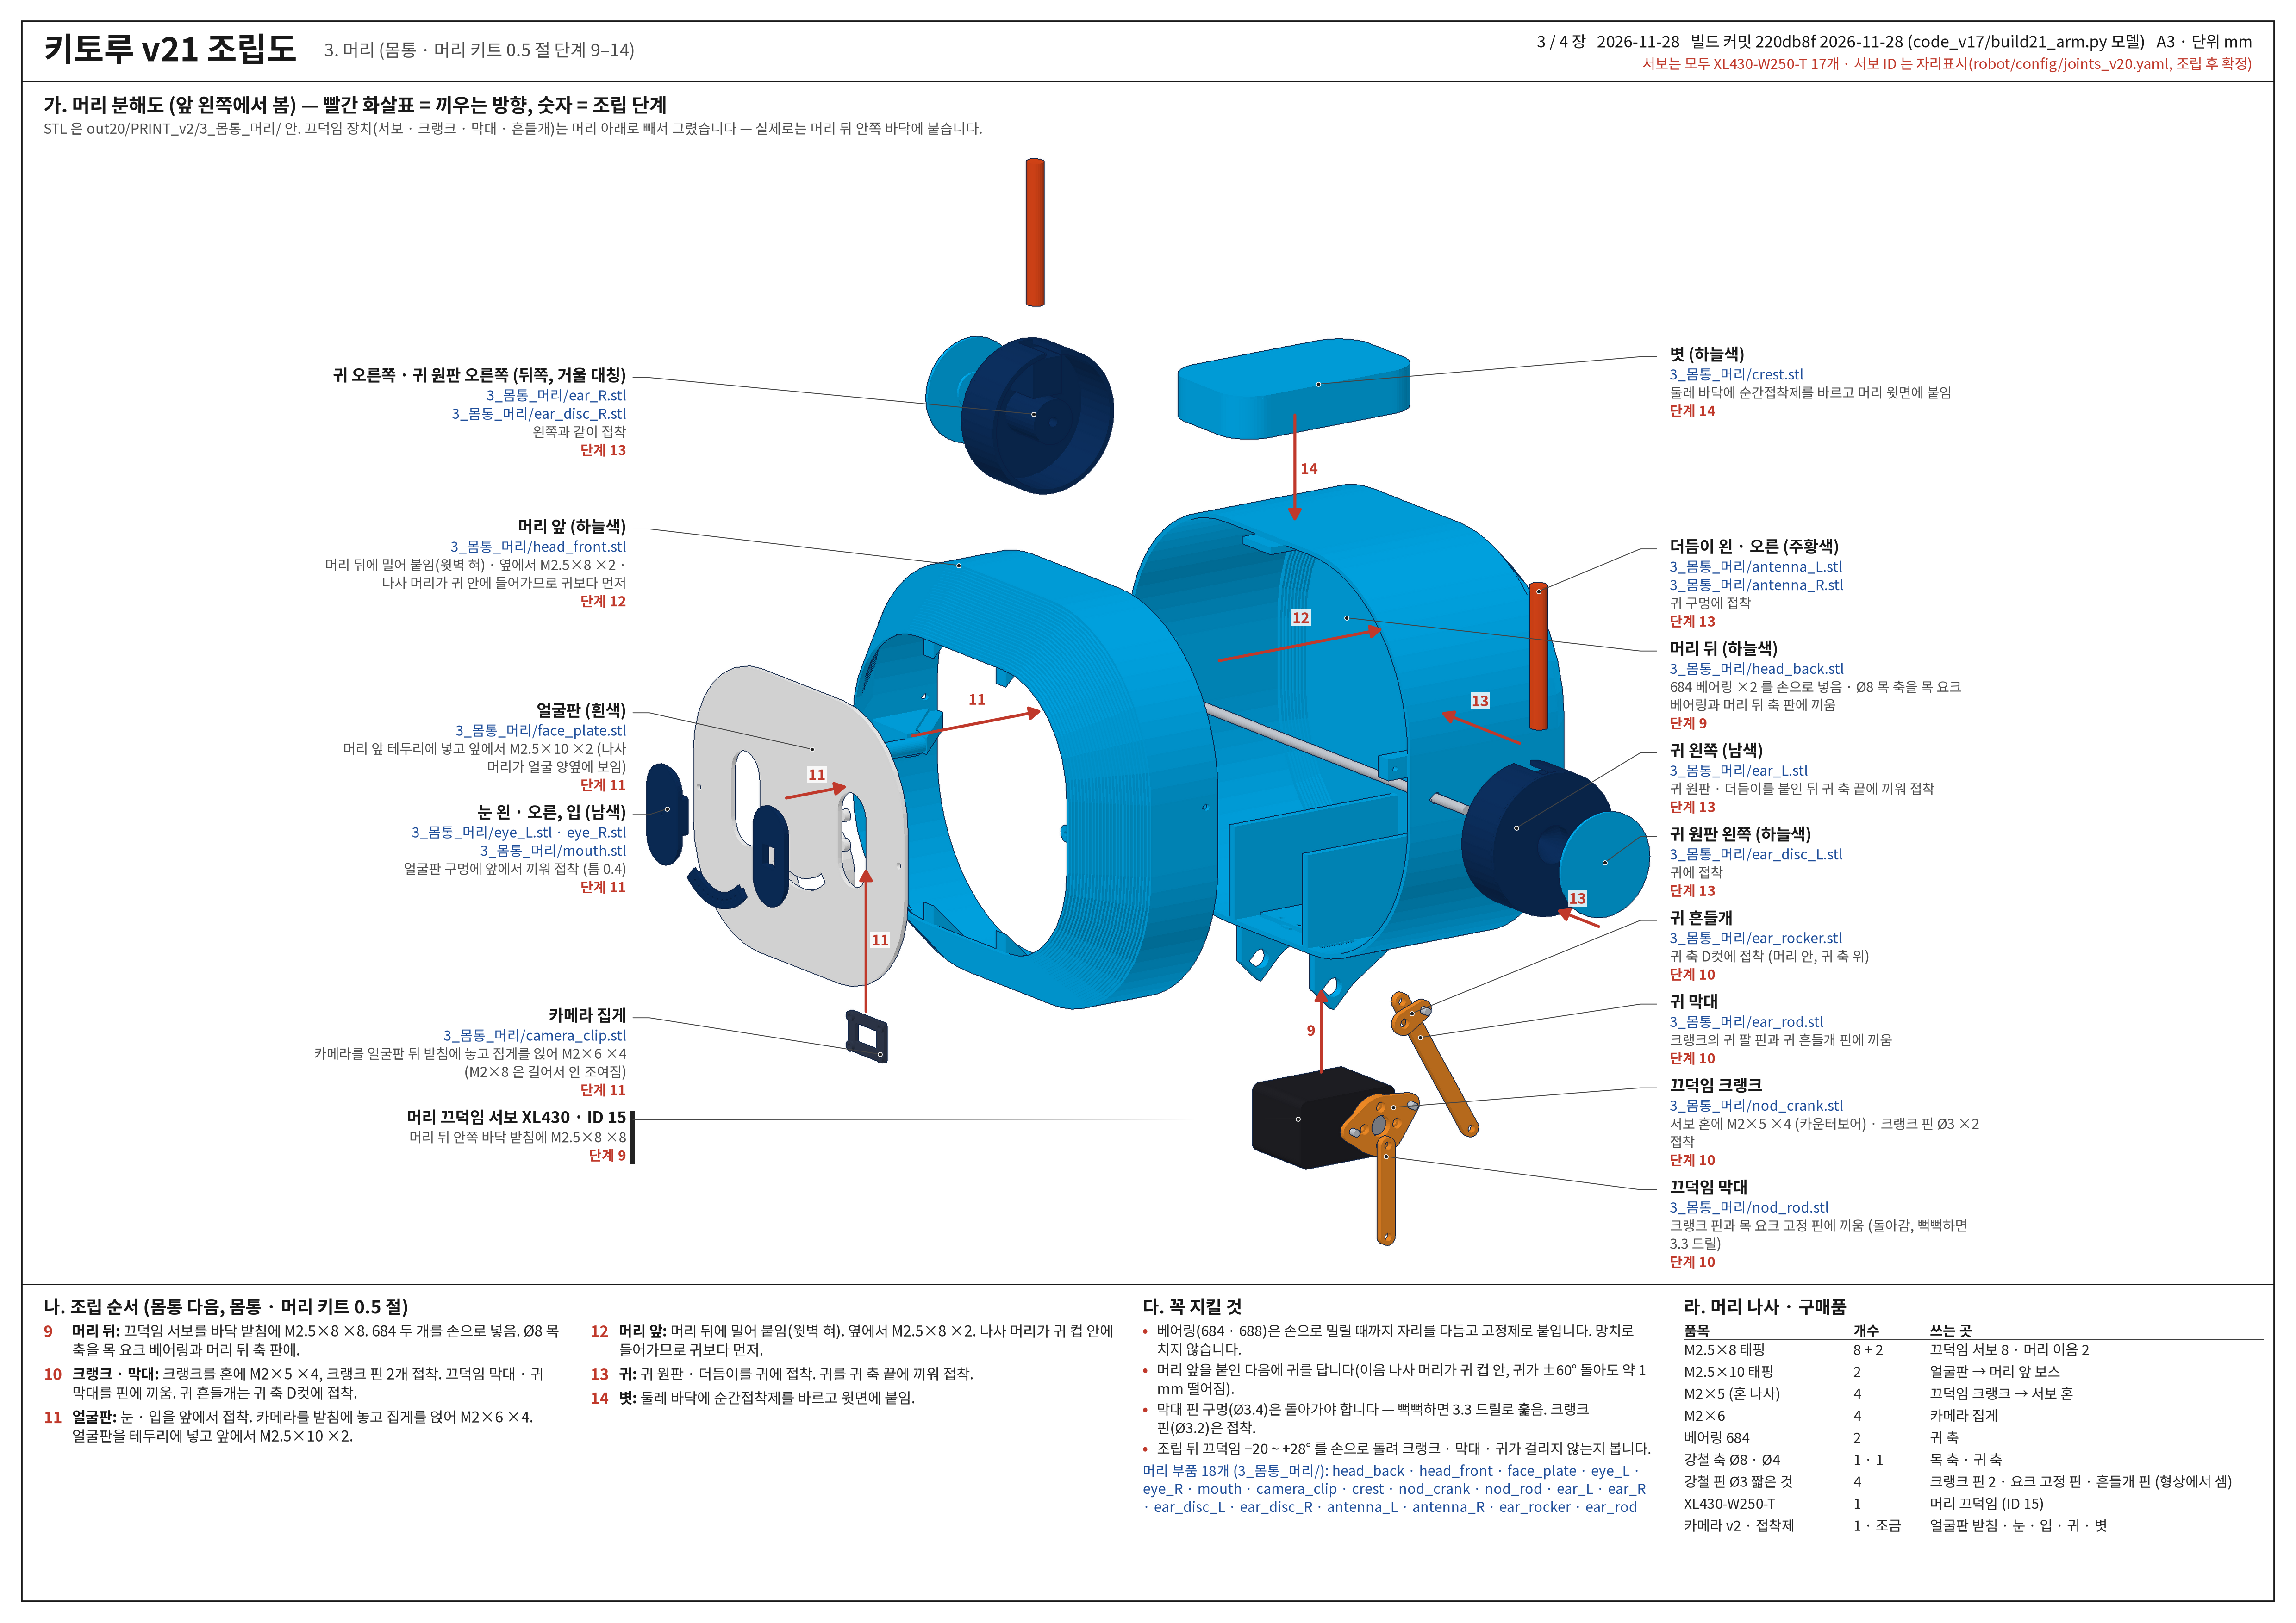 키토루 v21 조립도
3. 머리 (몸통 · 머리 키트 0.5 절 단계 9–14)
3 / 4 장 2026-11-28 빌드 커밋 220db8f 2026-11-28 (code_v17/build21_arm.py 모델) A3 · 단위 mm
서보는 모두 XL430-W250-T 17개 · 서보 ID 는 자리표시(robot/config/joints_v20.yaml, 조립 후 확정)
가. 머리 분해도 (앞 왼쪽에서 봄) — 빨간 화살표 = 끼우는 방향, 숫자 = 조립 단계
STL 은 out20/PRINT_v2/3_몸통_머리/ 안. 끄덕임 장치(서보 · 크랭크 · 막대 · 흔들개)는 머리 아래로 빼서 그렸습니다 — 실제로는 머리 뒤 안쪽 바닥에 붙습니다.
귀 오른쪽 · 귀 원판 오른쪽 (뒤쪽, 거울 대칭)
3_몸통_머리/ear_R.stl
3_몸통_머리/ear_disc_R.stl
왼쪽과 같이 접착
단계 13
머리 앞 (하늘색)
3_몸통_머리/head_front.stl
머리 뒤에 밀어 붙임(윗벽 혀) · 옆에서 M2.5×8 ×2 ·
나사 머리가 귀 안에 들어가므로 귀보다 먼저
단계 12
얼굴판 (흰색)
3_몸통_머리/face_plate.stl
머리 앞 테두리에 넣고 앞에서 M2.5×10 ×2 (나사
머리가 얼굴 양옆에 보임)
단계 11
눈 왼 · 오른, 입 (남색)
3_몸통_머리/eye_L.stl · eye_R.stl
3_몸통_머리/mouth.stl
얼굴판 구멍에 앞에서 끼워 접착 (틈 0.4)
단계 11
카메라 집게
3_몸통_머리/camera_clip.stl
카메라를 얼굴판 뒤 받침에 놓고 집게를 얹어 M2×6 ×4
(M2×8 은 길어서 안 조여짐)
단계 11
머리 끄덕임 서보 XL430 · ID 15
머리 뒤 안쪽 바닥 받침에 M2.5×8 ×8
단계 9
14
12
11
13
11
11
13
9
볏 (하늘색)
3_몸통_머리/crest.stl
둘레 바닥에 순간접착제를 바르고 머리 윗면에 붙임
단계 14
더듬이 왼 · 오른 (주황색)
3_몸통_머리/antenna_L.stl
3_몸통_머리/antenna_R.stl
귀 구멍에 접착
단계 13
머리 뒤 (하늘색)
3_몸통_머리/head_back.stl
684 베어링 ×2 를 손으로 넣음 · Ø8 목 축을 목 요크
베어링과 머리 뒤 축 판에 끼움
단계 9
귀 왼쪽 (남색)
3_몸통_머리/ear_L.stl
귀 원판 · 더듬이를 붙인 뒤 귀 축 끝에 끼워 접착
단계 13
귀 원판 왼쪽 (하늘색)
3_몸통_머리/ear_disc_L.stl
귀에 접착
단계 13
귀 흔들개
3_몸통_머리/ear_rocker.stl
귀 축 D컷에 접착 (머리 안, 귀 축 위)
단계 10
귀 막대
3_몸통_머리/ear_rod.stl
크랭크의 귀 팔 핀과 귀 흔들개 핀에 끼움
단계 10
끄덕임 크랭크
3_몸통_머리/nod_crank.stl
서보 혼에 M2×5 ×4 (카운터보어) · 크랭크 핀 Ø3 ×2
접착
단계 10
끄덕임 막대
3_몸통_머리/nod_rod.stl
크랭크 핀과 목 요크 고정 핀에 끼움 (돌아감, 뻑뻑하면
3.3 드릴)
단계 10
나. 조립 순서 (몸통 다음, 몸통 · 머리 키트 0.5 절)
9 머리 뒤: 끄덕임 서보를 바닥 받침에 M2.5×8 ×8. 684 두 개를 손으로 넣음. Ø8 목
축을 목 요크 베어링과 머리 뒤 축 판에.
10 크랭크 · 막대: 크랭크를 혼에 M2×5 ×4, 크랭크 핀 2개 접착. 끄덕임 막대 · 귀
막대를 핀에 끼움. 귀 흔들개는 귀 축 D컷에 접착.
11 얼굴판: 눈 · 입을 앞에서 접착. 카메라를 받침에 놓고 집게를 얹어 M2×6 ×4.
얼굴판을 테두리에 넣고 앞에서 M2.5×10 ×2.
12 머리 앞: 머리 뒤에 밀어 붙임(윗벽 혀). 옆에서 M2.5×8 ×2. 나사 머리가 귀 컵 안에
들어가므로 귀보다 먼저.
13 귀: 귀 원판 · 더듬이를 귀에 접착. 귀를 귀 축 끝에 끼워 접착.
14 볏: 둘레 바닥에 순간접착제를 바르고 윗면에 붙임.
다. 꼭 지킬 것
• 베어링(684 · 688)은 손으로 밀릴 때까지 자리를 다듬고 고정제로 붙입니다. 망치로
치지 않습니다.
• 머리 앞을 붙인 다음에 귀를 답니다(이음 나사 머리가 귀 컵 안, 귀가 ±60° 돌아도 약 1
mm 떨어짐).
• 막대 핀 구멍(Ø3.4)은 돌아가야 합니다 — 뻑뻑하면 3.3 드릴로 훑음. 크랭크
핀(Ø3.2)은 접착.
• 조립 뒤 끄덕임 −20 ~ +28° 를 손으로 돌려 크랭크 · 막대 · 귀가 걸리지 않는지 봅니다.
머리 부품 18개 (3_몸통_머리/): head_back · head_front · face_plate · eye_L ·
eye_R · mouth · camera_clip · crest · nod_crank · nod_rod · ear_L · ear_R
· ear_disc_L · ear_disc_R · antenna_L · antenna_R · ear_rocker · ear_rod
라. 머리 나사 · 구매품
품목 개수 쓰는 곳
M2.5×8 태핑 8 + 2 끄덕임 서보 8 · 머리 이음 2
M2.5×10 태핑 2 얼굴판 → 머리 앞 보스
M2×5 (혼 나사) 4 끄덕임 크랭크 → 서보 혼
M2×6 4 카메라 집게
베어링 684 2 귀 축
강철 축 Ø8 · Ø4 1 · 1 목 축 · 귀 축
강철 핀 Ø3 짧은 것 4 크랭크 핀 2 · 요크 고정 핀 · 흔들개 핀 (형상에서 셈)
XL430-W250-T 1 머리 끄덕임 (ID 15)
카메라 v2 · 접착제 1 · 조금 얼굴판 받침 · 눈 · 입 · 귀 · 볏